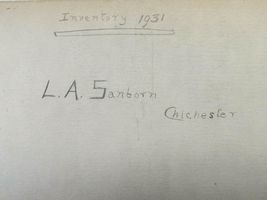 Inventory 1931
L.A. Sanborn
Chichester